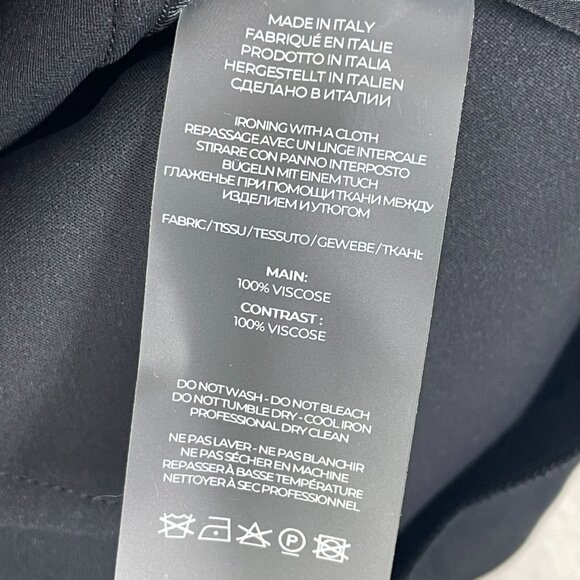 MADE IN ITALY
FABRIQUÉ EN ITALIE
PRODOTTO IN ITALIA
HERGESTELLT IN ITALIEN
СДЕЛАНО В ИТАЛИИ
IRONING WITH A CLOTH
REPASSAGE AVEC UN LINGE INTERCALE
STIRARE CON PANNO INTERPOSTO
BÜGELN MIT EINEM TUCH
ГЛАЖЕНЬЕ ПРИ ПОМОЩИ ТКАНИ МЕЖДУ
ИЗДЕЛИЕМ И УТЮГОМ
FABRIC / TISSU / TESSUTO / GEWEBE / ТКАНЬ
MAIN:
100% VISCOSE
CONTRAST :
100% VISCOSE
DO NOT WASH - DO NOT BLEACH
DO NOT TUMBLE DRY - COOL IRON
PROFESSIONAL DRY CLEAN
NE PAS LAVER - NE PAS BLANCHIR
NE PAS SÉCHER EN MACHINE
REPASSER À BASSE TEMPÉRATURE
NETTOYER À SEC PROFESSIONNEL
P